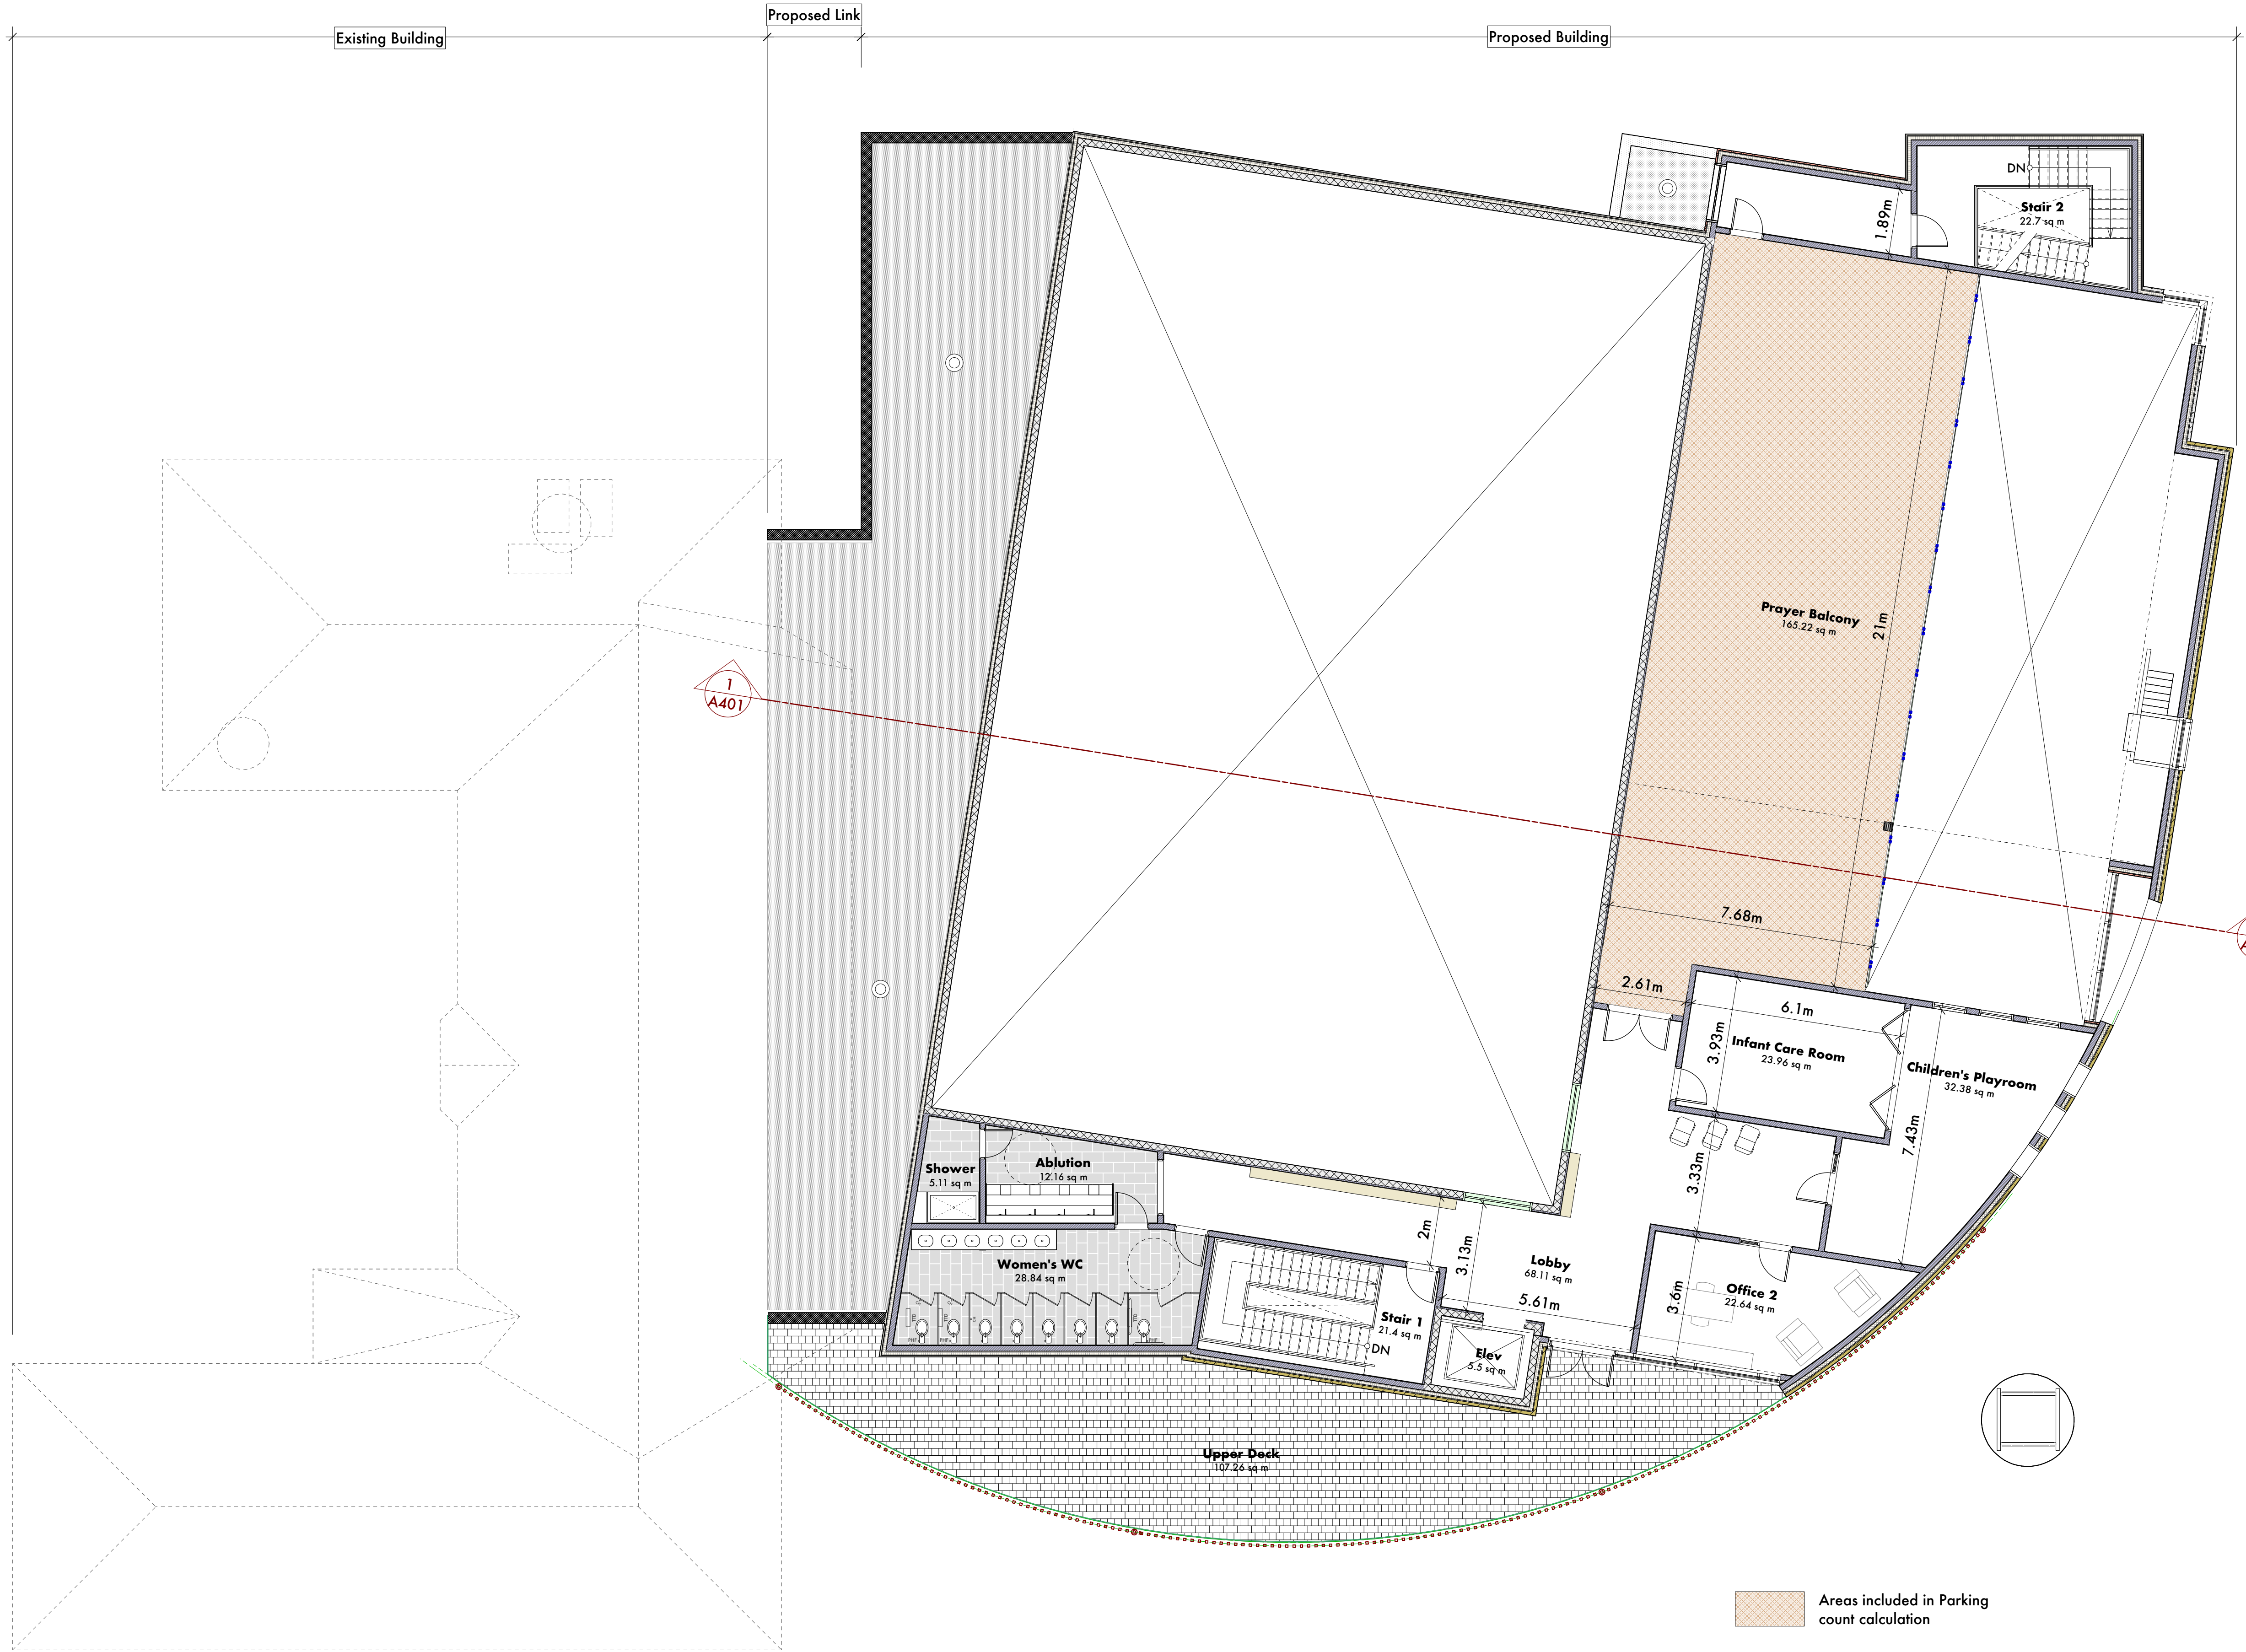 Proposed Link
Existing Building
Proposed Building
DN
Stair 2
22.7 sq m
1.89m
Prayer Balcony
165.22 sq m
21m
1
A401
7.68m
2.61m
6.1m
3.93m
Infant Care Room
23.96 sq m
Children's Playroom
32.38 sq m
7.43m
Shower
5.11 sq m
Ablution
12.16 sq m
3.33m
2m
3.13m
Women's WC
28.84 sq m
Lobby
68.11 sq m
5.61m
3.6m
Office 2
22.64 sq m
Stair 1
21.4 sq m
DN
Elev
5.5 sq m
Upper Deck
107.26 sq m
Areas included in Parking
count calculation